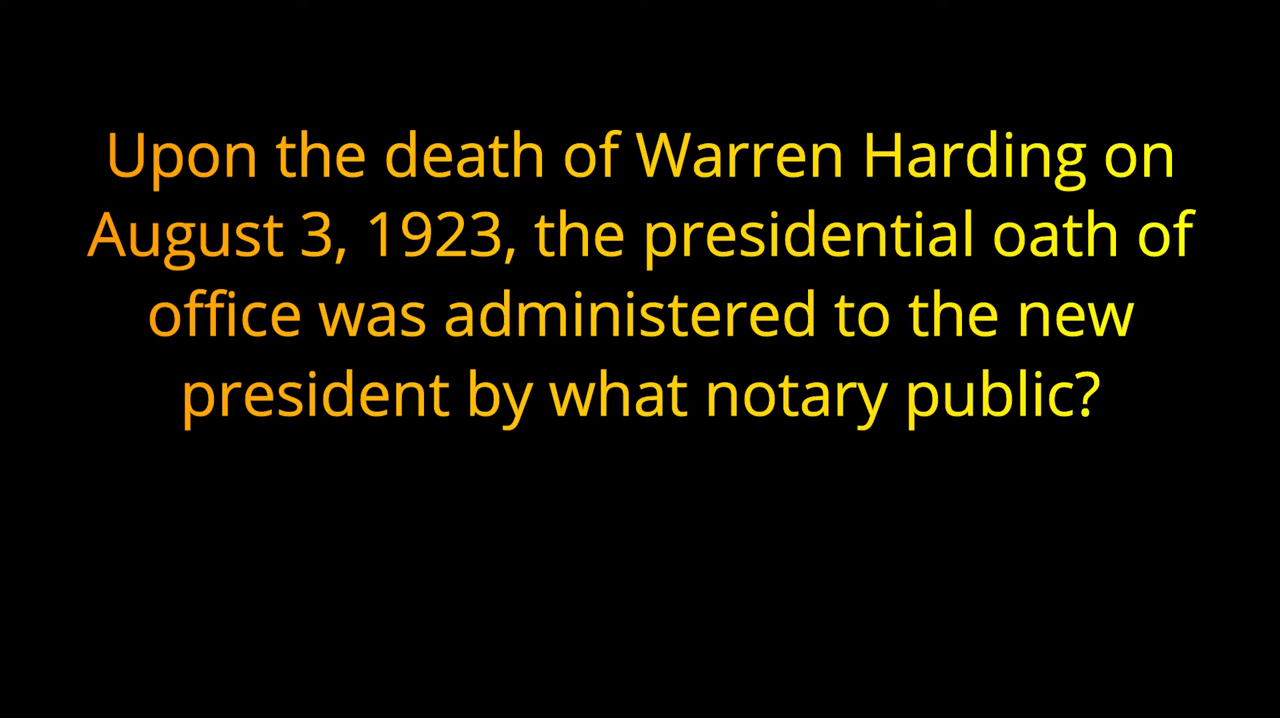 Upon the death of Warren Harding on
August 3, 1923, the presidential oath of
office was administered to the new
president by what notary public?